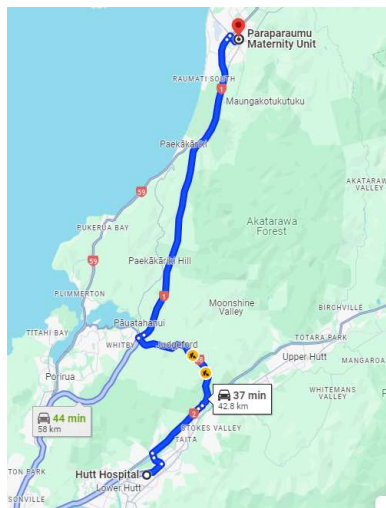 Paraparaumu
Maternity Unit
RAUMATI SOUTH
1
Maungakotukutuku
Paekākāriki
AKATARAWA
VALLEY
59
Akatarawa
Forest
PUKERUA BAY
59
Paekākāriki Hill
PLIMMERTON
1
Moonshine
Valley
BIRCHVILLE
Pāuatahanui
TĪTAHI BAY
WHITBY
Judgeford
TOTARA PARK
Upper Hutt
MANGAROA
Porirua
WHITEMANS
VALLEY
37 min
42.8 km
44 min
58 km
2
STOKES VALLEY
TAITA
TON PARK
Hutt Hospital
Lower Hutt
SONVILLE